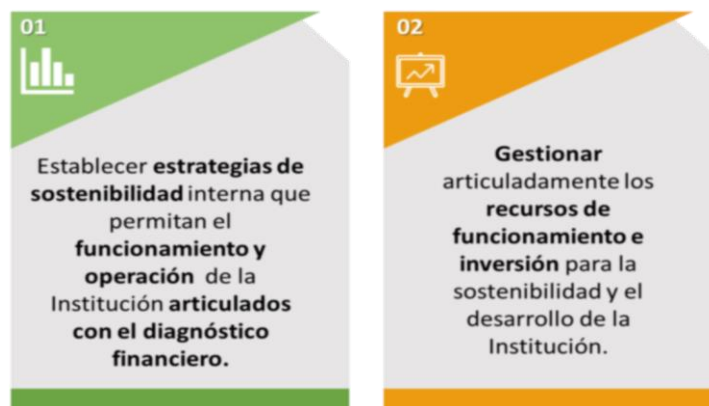 01
Establecer estrategias de
sostenibilidad interna que
permitan el
funcionamiento y
operación de la
Institución articulados
con el diagnóstico
financiero.
02
Gestionar
articuladamente los
recursos de
funcionamiento e
inversión para la
sostenibilidad y el
desarrollo de la
Institución.